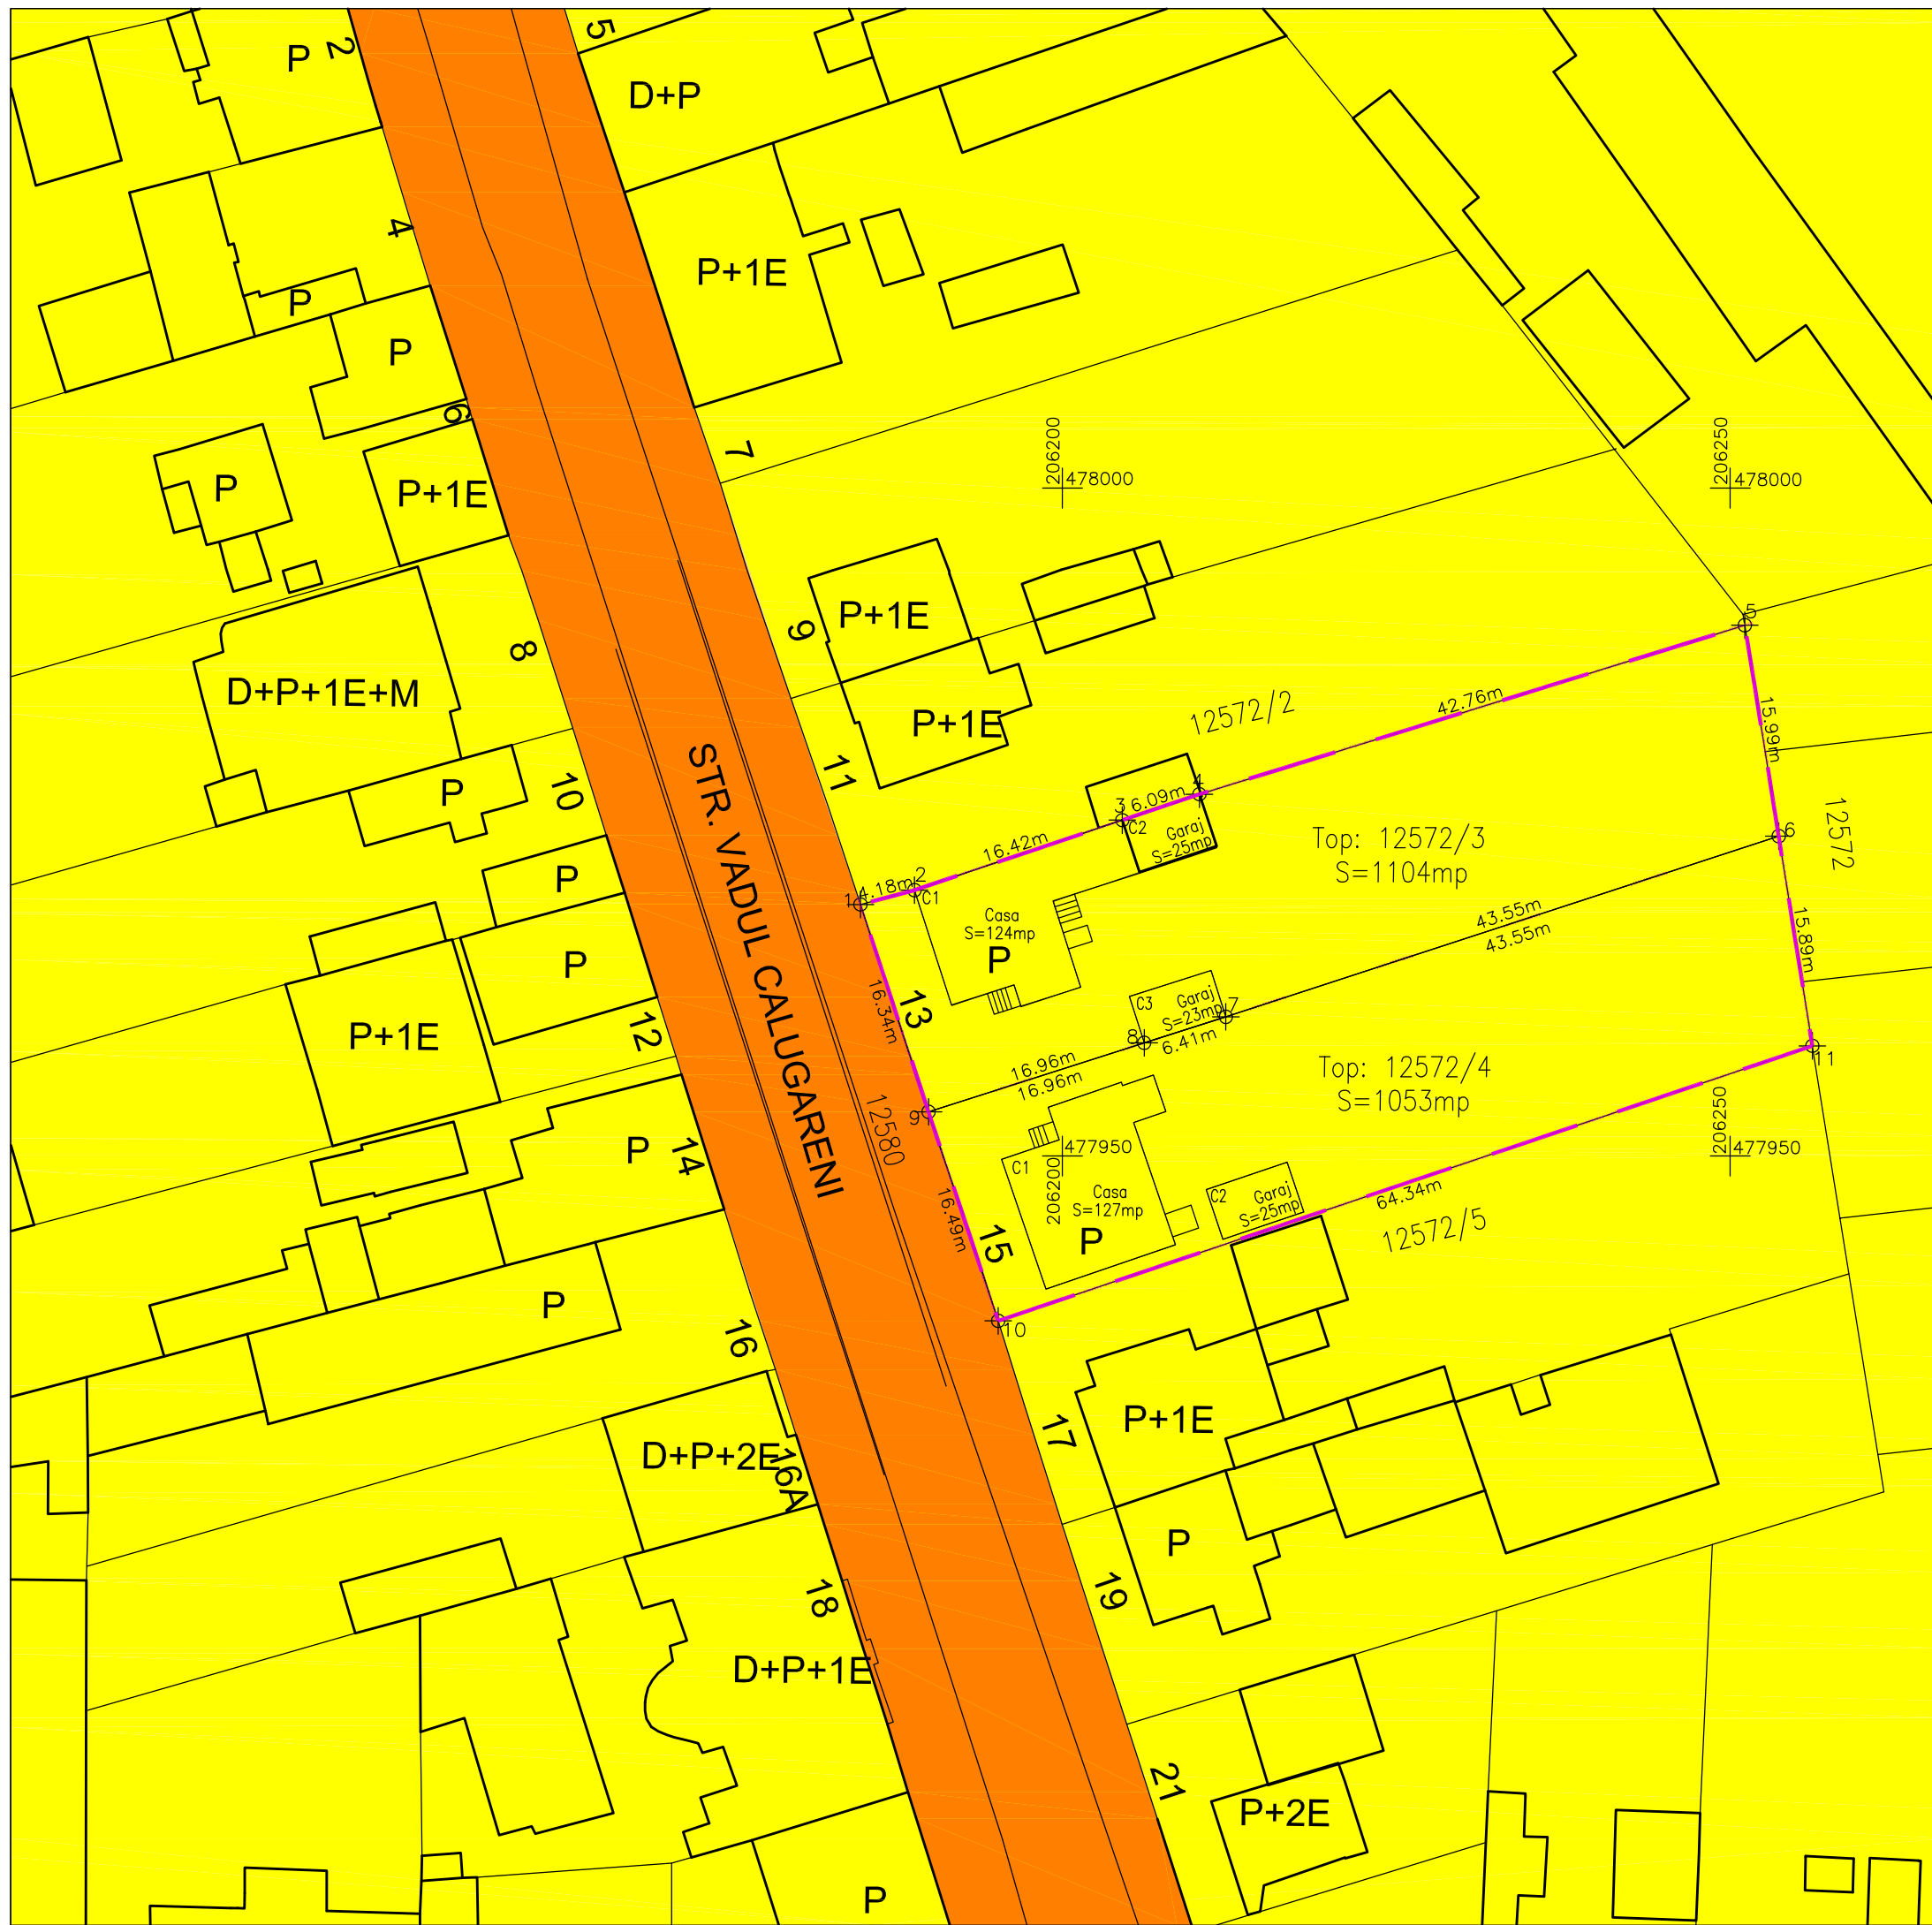 2
P
5
D+P
4
P
P+1E
P
6
7
206200
478000
206250
478000
P
P+1E
9
P+1E
5
8
D+P+1E+M
P+1E
12572/2
42.76m
15.99m
11
P
10
STR. VADUL CALUGARENI
4
3
6.09m
C2
Garaj
S=25mp
16.42m
Top: 12572/3
S=1104mp
6
12572
P
1
4.18m
2
C1
Casa
S=124mp
P
43.55m
43.55m
15.89m
P
16.34m
13
C3
Garaj
S=23mp
7
P+1E
12
8
6.41m
16.96m
16.96m
Top: 12572/4
S=1053mp
11
9
12580
P
14
477950
206200
206250
477950
C1
Casa
S=127mp
P
C2
Garaj
S=25mp
64.34m
12572/5
16.49m
15
P
16
10
17
P+1E
D+P+2E
16A
P
19
18
D+P+1E
21
P+2E
P